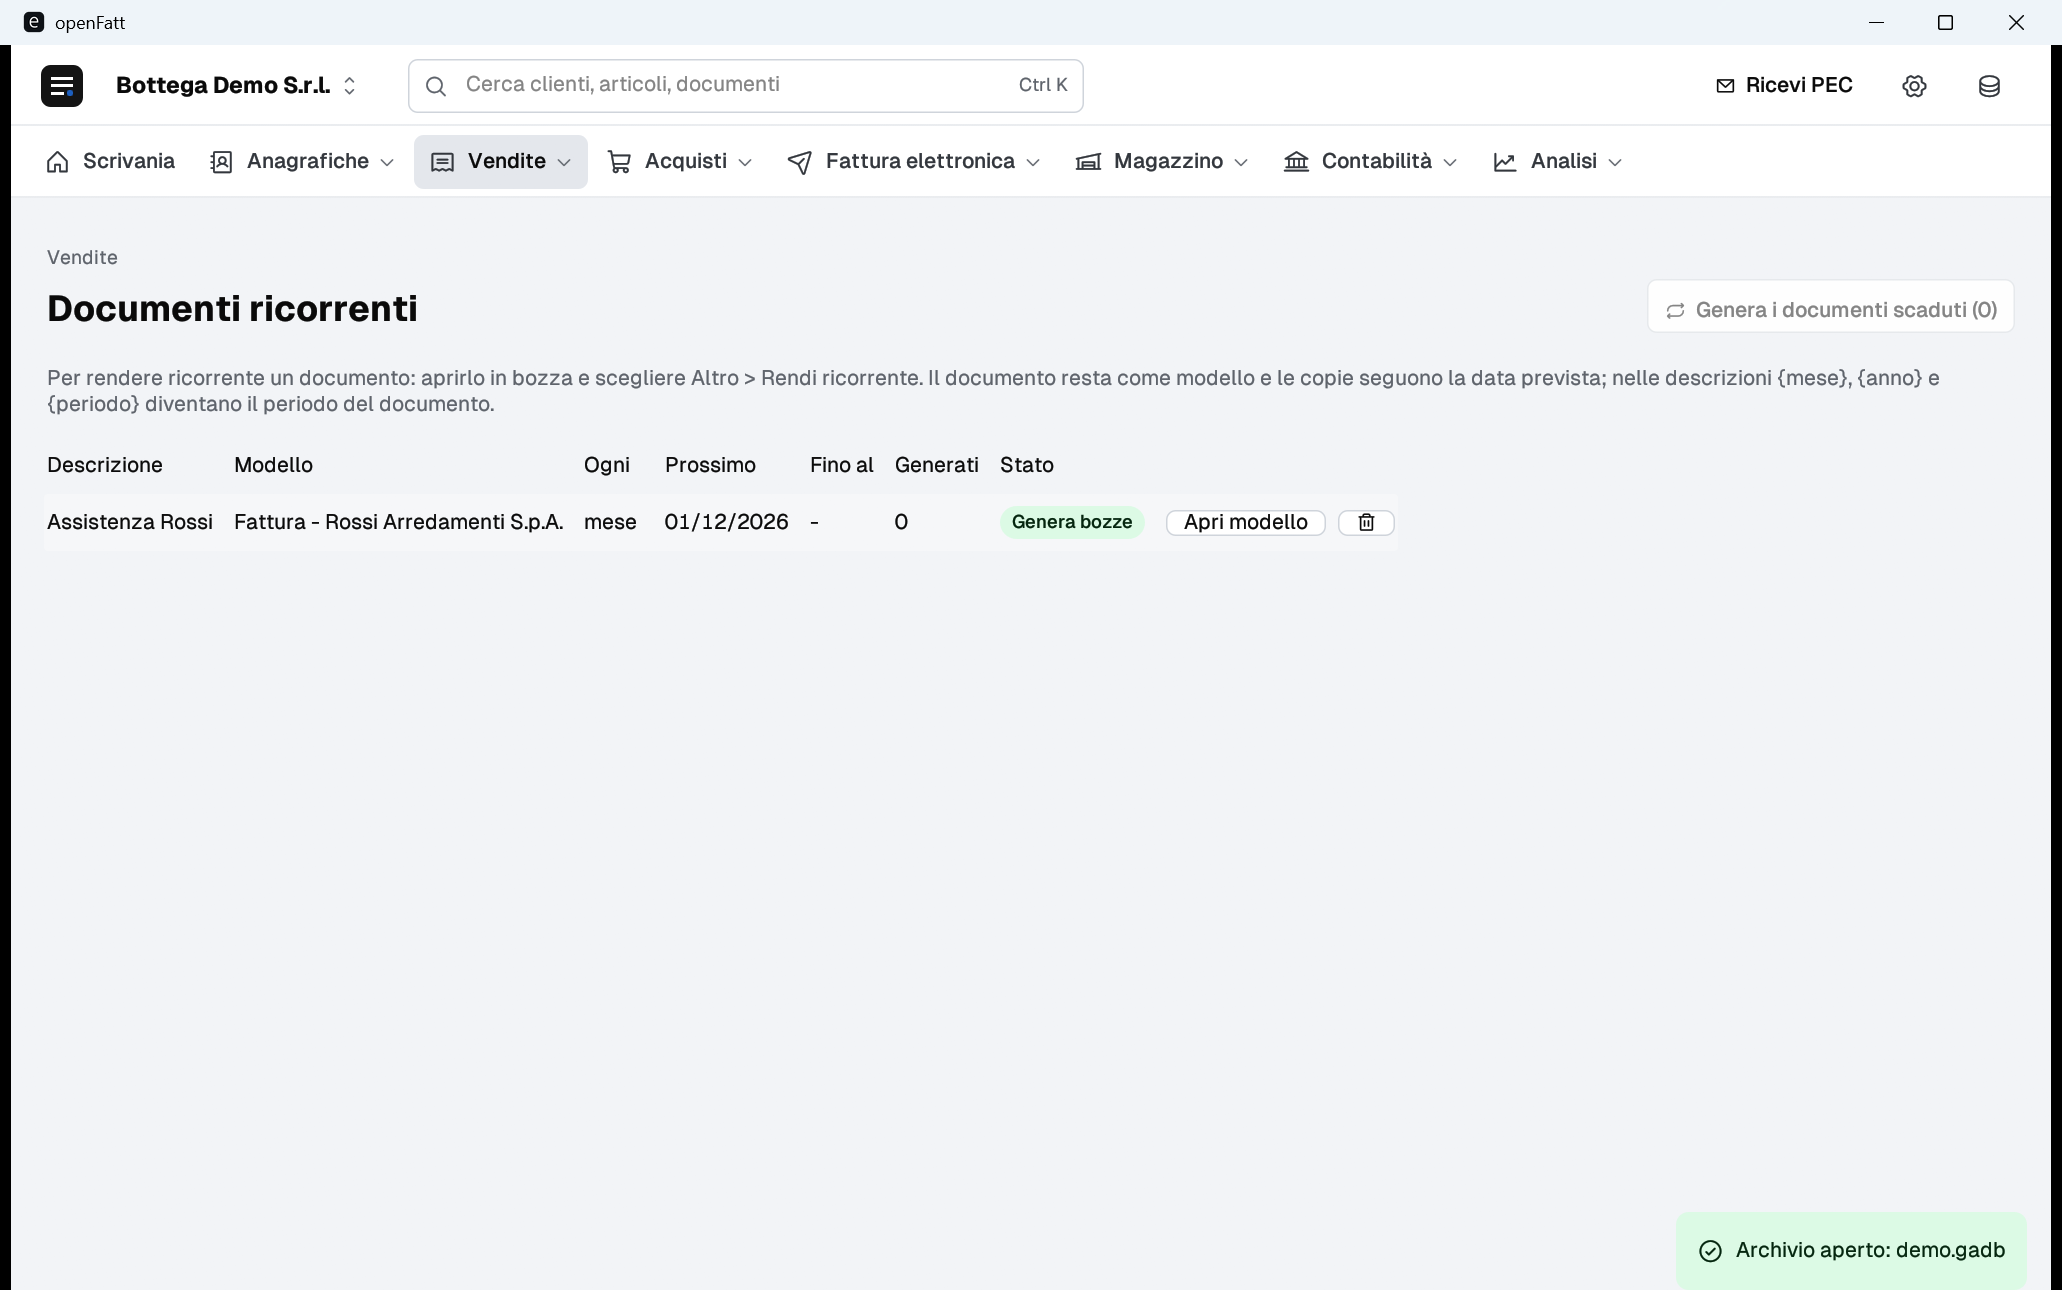 openFatt
Bottega Demo S.r.l.
Cerca clienti, articoli, documenti
Ctrl K
Ricevi PEC
Scrivania
Anagrafiche
Vendite
Acquisti
Fattura elettronica
Magazzino
Contabilità
Analisi
Vendite
Documenti ricorrenti
Genera i documenti scaduti (0)
Per rendere ricorrente un documento: aprirlo in bozza e scegliere Altro > Rendi ricorrente. Il documento resta come modello e le copie seguono la data prevista; nelle descrizioni {mese}, {anno} e
{periodo} diventano il periodo del documento.
Descrizione Modello Ogni Prossimo Fino al Generati Stato
Assistenza Rossi Fattura - Rossi Arredamenti S.p.A. mese 01/12/2026 - 0 Genera bozze Apri modello
Archivio aperto: demo.gadb